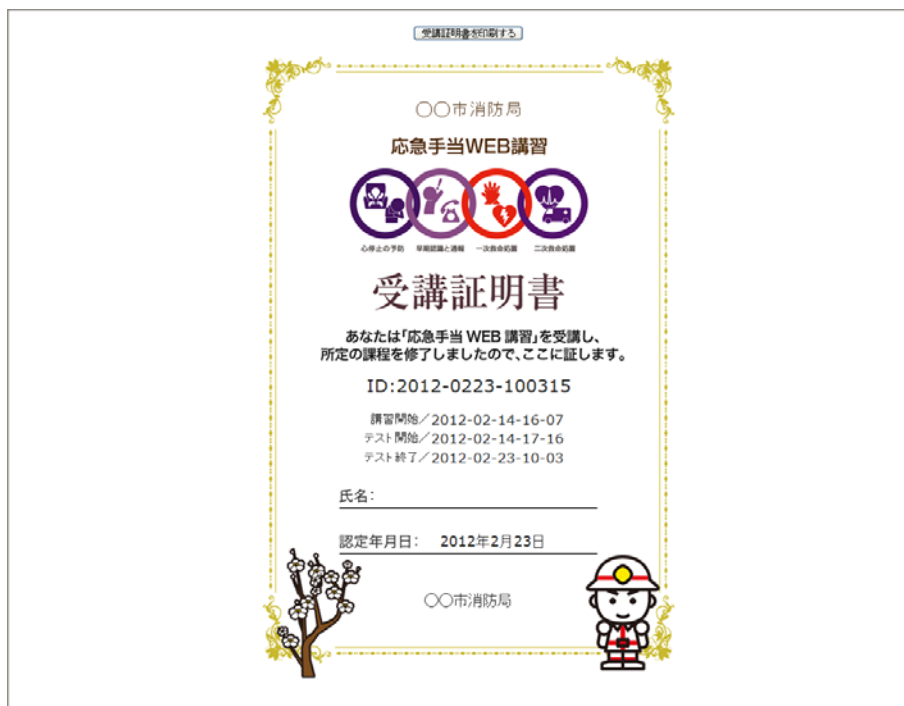 受講証明書を印刷する
〇〇市消防局
応急手当WEB講習
心停止の予防 早期認識と通報 一次救命処置 二次救命処置
受講証明書
あなたは「応急手当 WEB 講習」を受講し、
所定の課程を修了しましたので、ここに証します。
ID:2012-0223-100315
講習開始／2012-02-14-16-07
テスト開始／2012-02-14-17-16
テスト終了／2012-02-23-10-03
氏名：
認定年月日： 2012年2月23日
〇〇市消防局